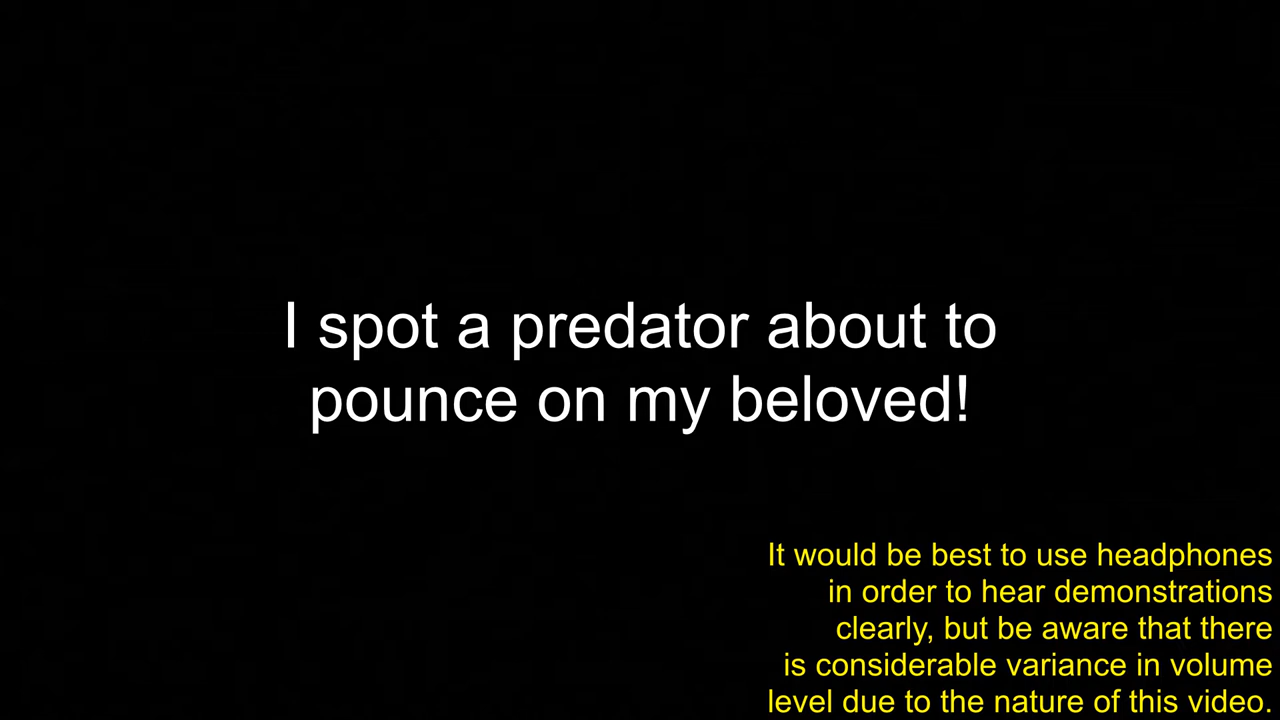 I spot a predator about to
pounce on my beloved!
It would be best to use headphones
in order to hear demonstrations
clearly, but be aware that there
is considerable variance in volume
level due to the nature of this video.